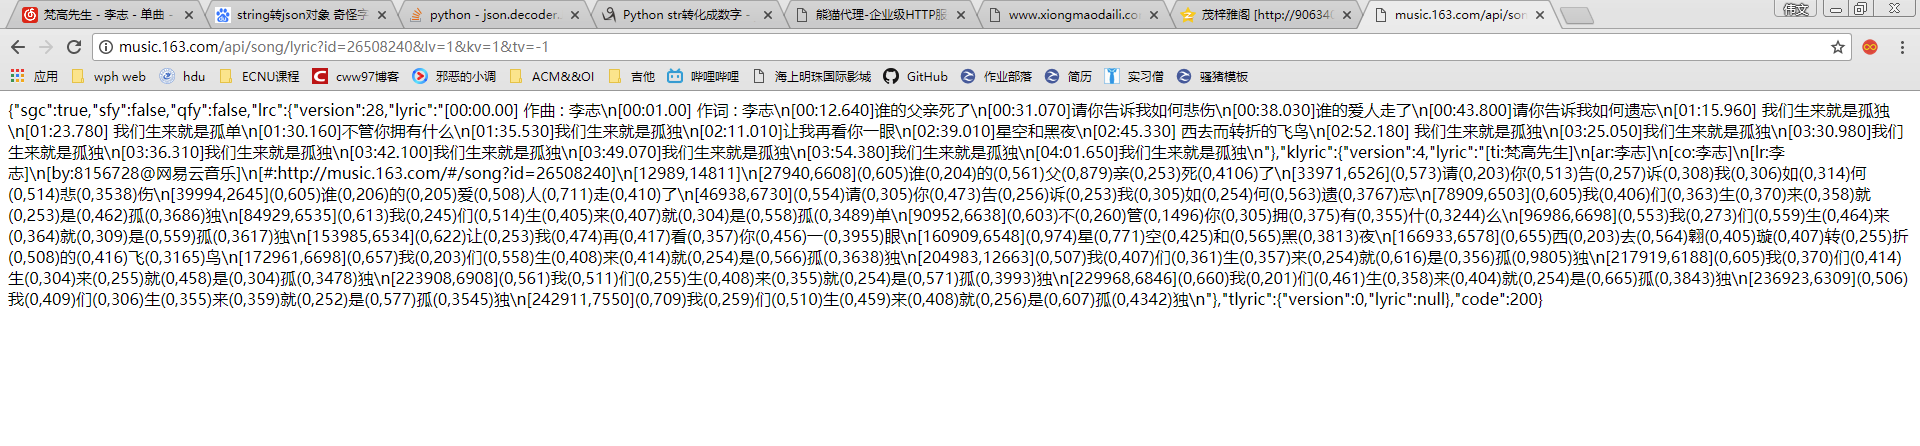 梵高先生 - 李志 - 单曲 -
string转json对象 奇怪字
python - json.decoder.
Python str转化成数字 -
熊猫代理-企业级HTTP服
www.xiongmaodaili.co
茂梓雅阁 [http://90634
music.163.com/api/son
伟文
music.163.com/api/song/lyric?id=26508240&lv=1&kv=1&tv=-1
应用 wph web hdu ECNU课程 cww97博客 邪恶的小调 ACM&&OI 吉他 哔哩哔哩 海上明珠国际影城 GitHub 作业部落 简历 实习僧 骚猪模板
{"sgc":true,"sfy":false,"qfy":false,"lrc":{"version":28,"lyric":"[00:00.00] 作曲 : 李志\n[00:01.00] 作词 : 李志\n[00:12.640]谁的父亲死了\n[00:31.070]请你告诉我如何悲伤\n[00:38.030]谁的爱人走了\n[00:43.800]请你告诉我如何遗忘\n[01:15.960] 我们生来就是孤独
\n[01:23.780] 我们生来就是孤单\n[01:30.160]不管你拥有什么\n[01:35.530]我们生来就是孤独\n[02:11.010]让我再看你一眼\n[02:39.010]星空和黑夜\n[02:45.330] 西去而转折的飞鸟\n[02:52.180] 我们生来就是孤独\n[03:25.050]我们生来就是孤独\n[03:30.980]我们
生来就是孤独\n[03:36.310]我们生来就是孤独\n[03:42.100]我们生来就是孤独\n[03:49.070]我们生来就是孤独\n[03:54.380]我们生来就是孤独\n[04:01.650]我们生来就是孤独\n"},"klyric":{"version":4,"lyric":"[ti:梵高先生]\n[ar:李志]\n[co:李志]\n[lr:李
志]\n[by:8156728@网易云音乐]\n[#:http://music.163.com/#/song?id=26508240]\n[12989,14811]\n[27940,6608](0,605)谁(0,204)的(0,561)父(0,879)亲(0,253)死(0,4106)了\n[33971,6526](0,573)请(0,203)你(0,513)告(0,257)诉(0,308)我(0,306)如(0,314)何
(0,514)悲(0,3538)伤\n[39994,2645](0,605)谁(0,206)的(0,205)爱(0,508)人(0,711)走(0,410)了\n[46938,6730](0,554)请(0,305)你(0,473)告(0,256)诉(0,253)我(0,305)如(0,254)何(0,563)遗(0,3767)忘\n[78909,6503](0,605)我(0,406)们(0,363)生(0,370)来(0,358)就
(0,253)是(0,462)孤(0,3686)独\n[84929,6535](0,613)我(0,245)们(0,514)生(0,405)来(0,407)就(0,304)是(0,558)孤(0,3489)单\n[90952,6638](0,603)不(0,260)管(0,1496)你(0,305)拥(0,375)有(0,355)什(0,3244)么\n[96986,6698](0,553)我(0,273)们(0,559)生(0,464)来
(0,364)就(0,309)是(0,559)孤(0,3617)独\n[153985,6534](0,622)让(0,253)我(0,474)再(0,417)看(0,357)你(0,456)一(0,3955)眼\n[160909,6548](0,974)星(0,771)空(0,425)和(0,565)黑(0,3813)夜\n[166933,6578](0,655)西(0,203)去(0,564)翱(0,405)璇(0,407)转(0,255)折
(0,508)的(0,416)飞(0,3165)鸟\n[172961,6698](0,657)我(0,203)们(0,558)生(0,408)来(0,414)就(0,254)是(0,566)孤(0,3638)独\n[204983,12663](0,507)我(0,407)们(0,361)生(0,357)来(0,254)就(0,616)是(0,356)孤(0,9805)独\n[217919,6188](0,605)我(0,370)们(0,414)
生(0,304)来(0,255)就(0,458)是(0,304)孤(0,3478)独\n[223908,6908](0,561)我(0,511)们(0,255)生(0,408)来(0,355)就(0,254)是(0,571)孤(0,3993)独\n[229968,6846](0,660)我(0,201)们(0,461)生(0,358)来(0,404)就(0,254)是(0,665)孤(0,3843)独\n[236923,6309](0,506)
我(0,409)们(0,306)生(0,355)来(0,359)就(0,252)是(0,577)孤(0,3545)独\n[242911,7550](0,709)我(0,259)们(0,510)生(0,459)来(0,408)就(0,256)是(0,607)孤(0,4342)独\n"},"tlyric":{"version":0,"lyric":null},"code":200}